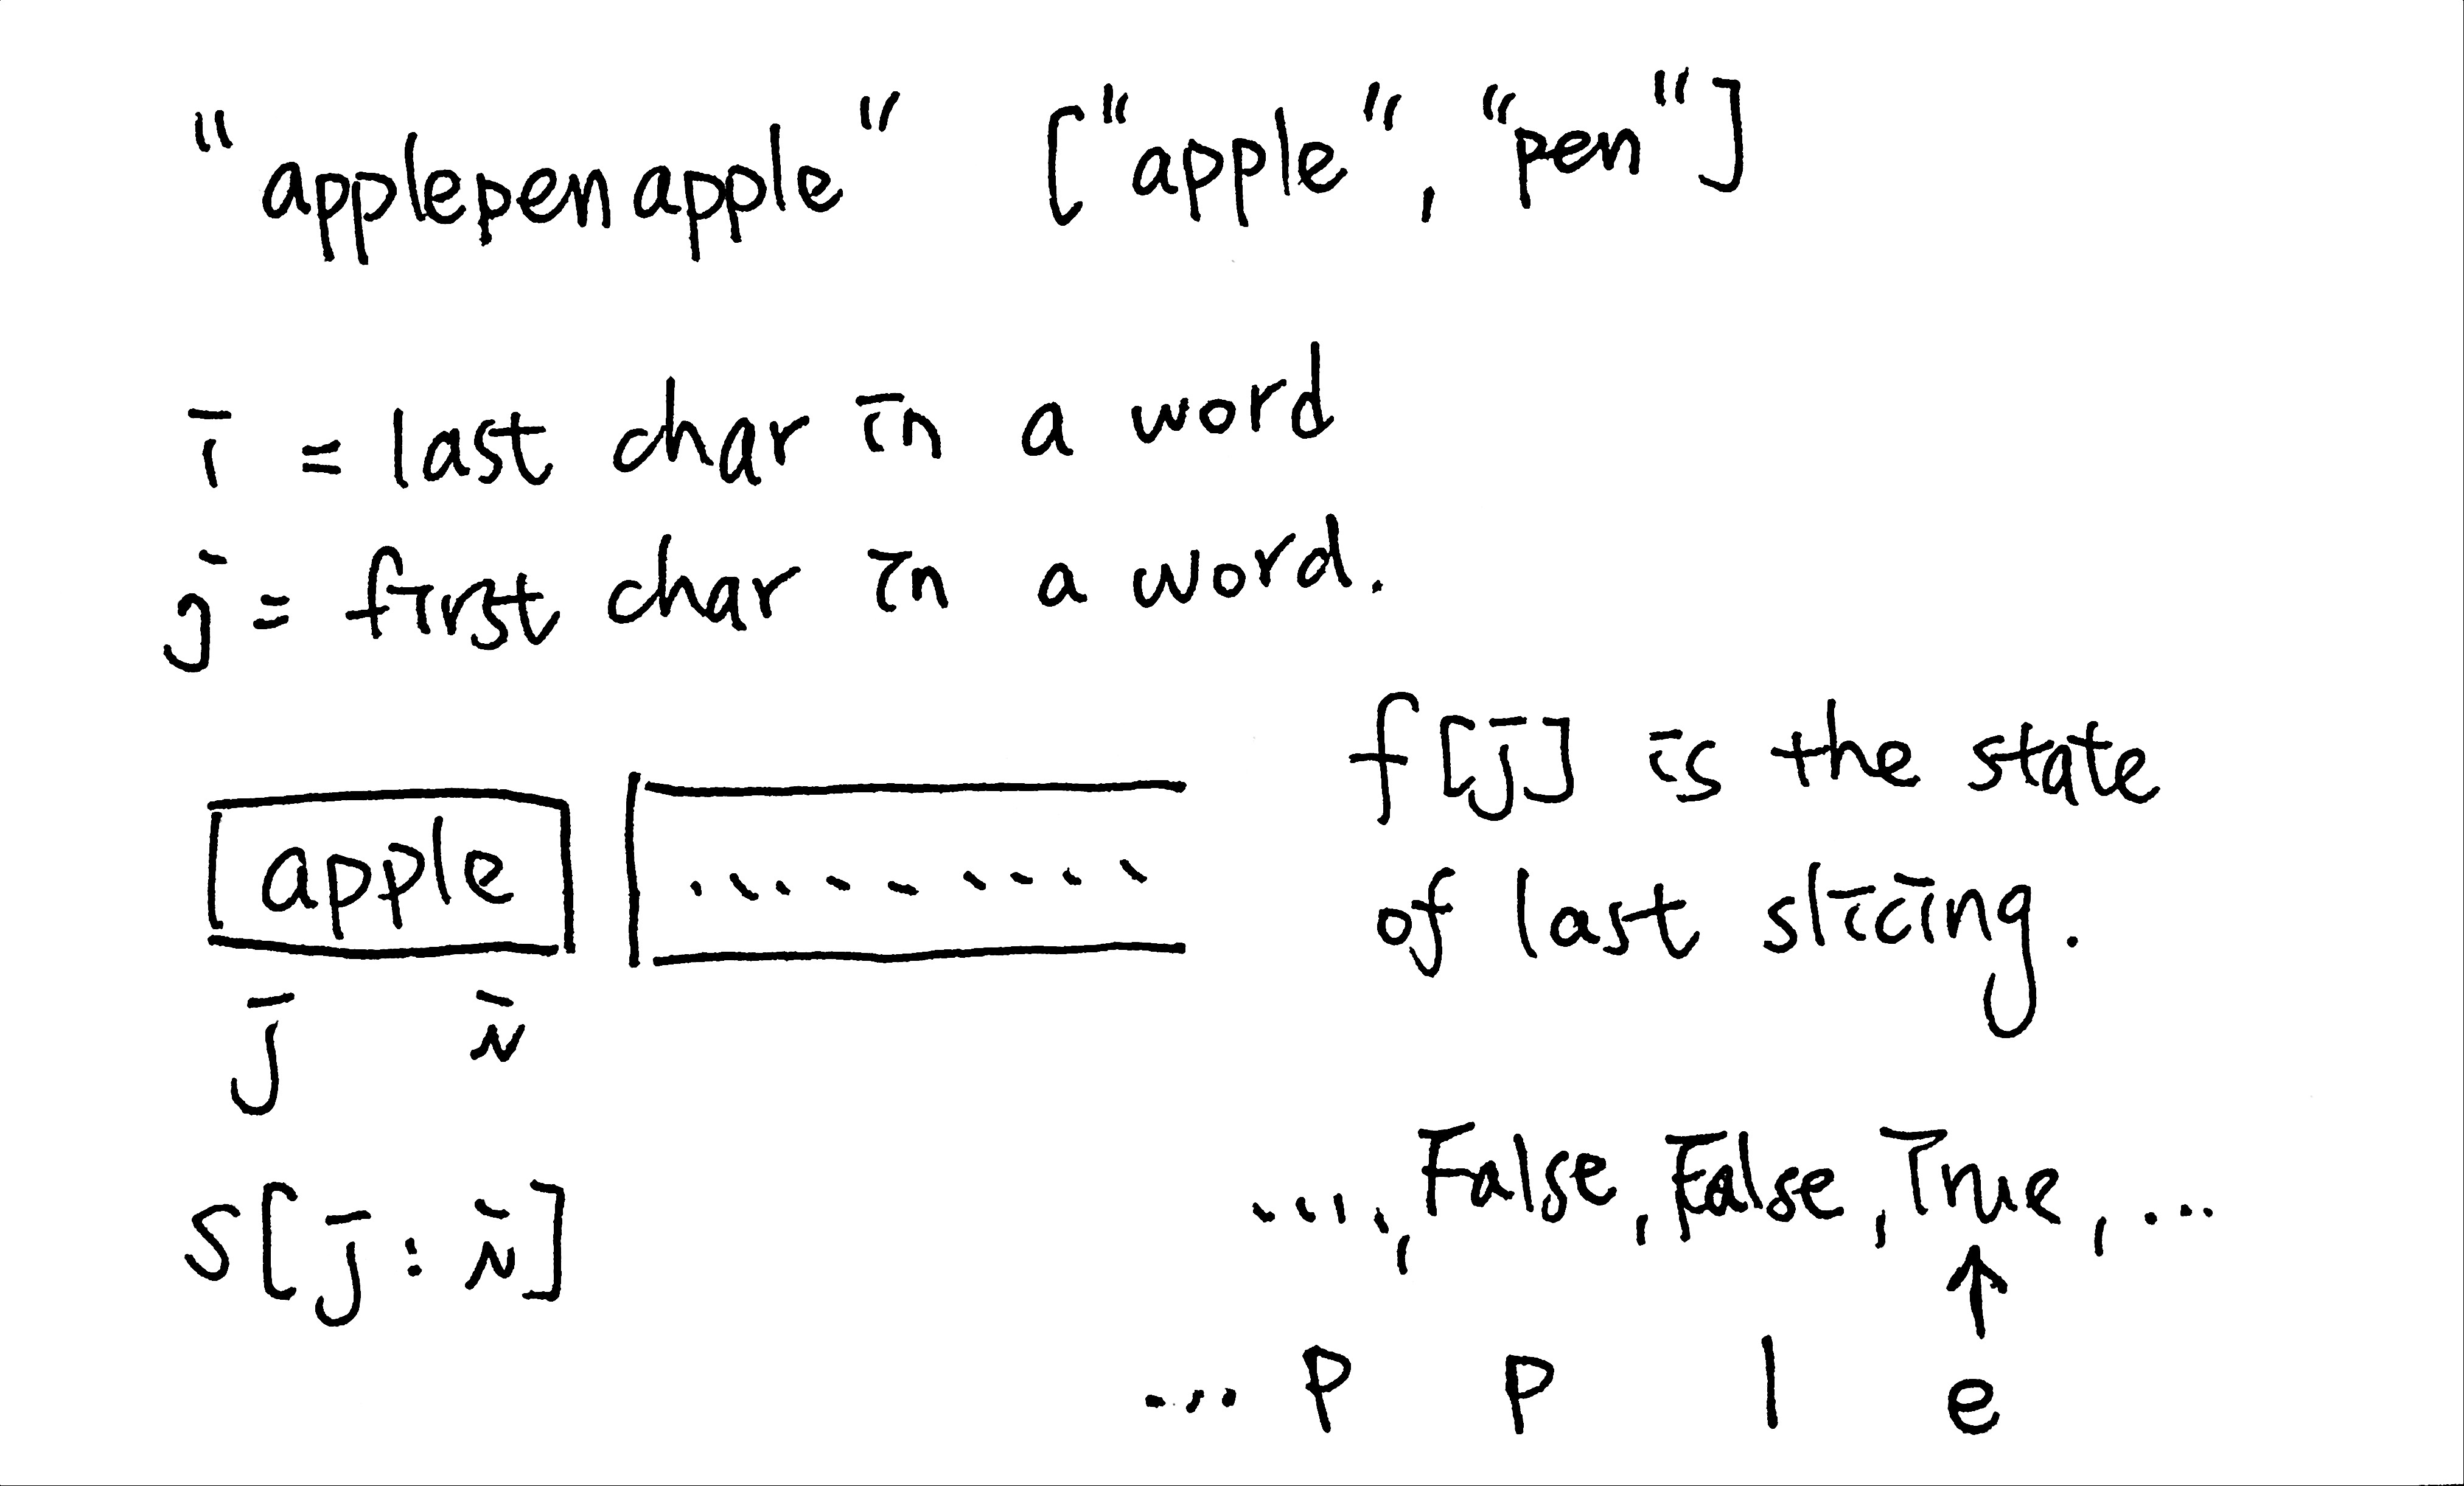 "applepenapple" ["apple", "pen"]
i = last char in a word
j = first char in a word.
f[j] is the state
of last slicing.
apple .........
j i
s[j:i]
...., False, False, True, ...
... p p l e